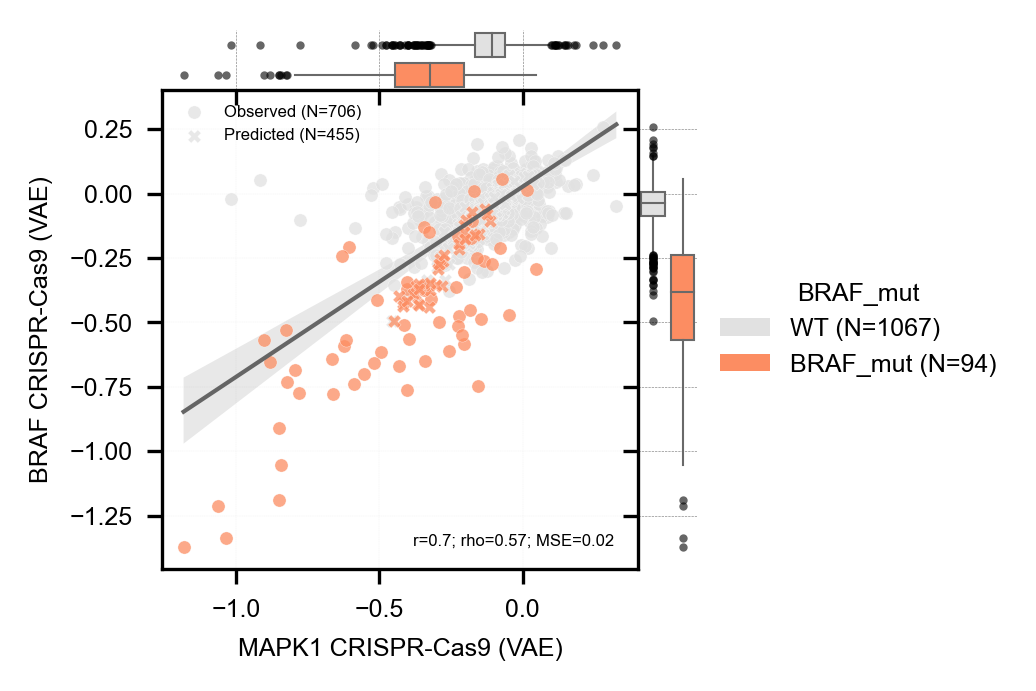 Observed (N=706)
Predicted (N=455)
0.25
0.00
−0.25
−0.50
−0.75
−1.00
−1.25
BRAF CRISPR-Cas9 (VAE)
r=0.7; rho=0.57; MSE=0.02
−1.0
−0.5
0.0
MAPK1 CRISPR-Cas9 (VAE)
BRAF_mut
WT (N=1067)
BRAF_mut (N=94)